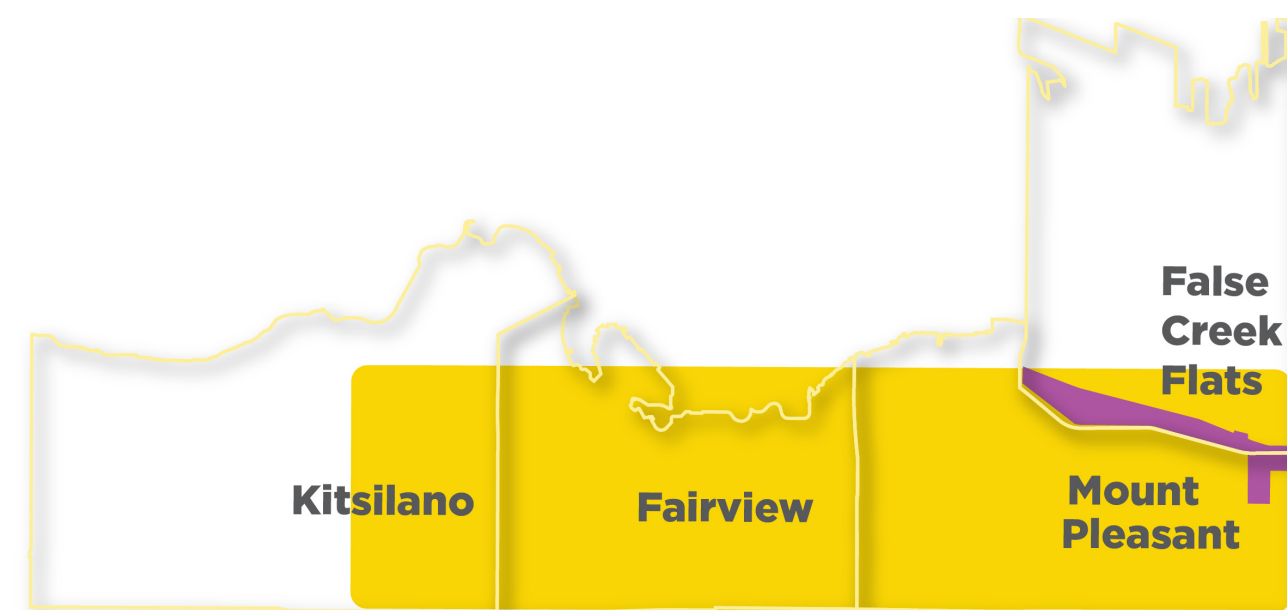 False
Creek
Flats
Kitsilano
Fairview
Mount
Pleasant